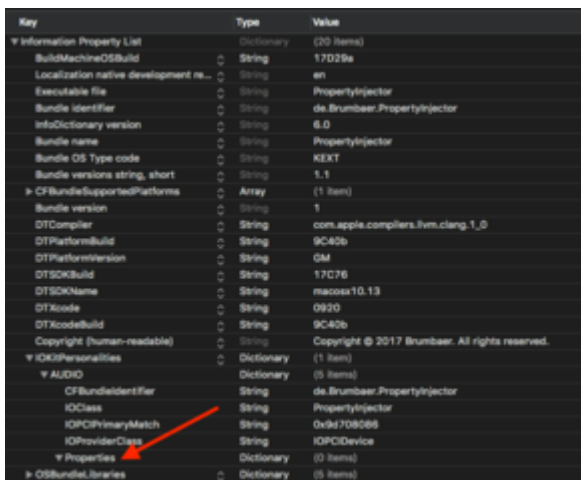 Key Type Value
Information Property List Dictionary (20 items)
BuildMachineOSBuild String 17D29a
Localization native development re... String en
Executable file String PropertyInjector
Bundle identifier String de.Brumbaer.PropertyInjector
InfoDictionary version String 6.0
Bundle name String PropertyInjector
Bundle OS Type code String KEXT
Bundle versions string, short String 1.1
CFBundleSupportedPlatforms Array (1 item)
Bundle version String 1
DTCompiler String com.apple.compilers.llvm.clang.1_0
DTPlatformBuild String 9C40b
DTPlatformVersion String GM
DTSDKBuild String 17C76
DTSDKName String macosx10.13
DTXcode String 0920
DTXcodeBuild String 9C40b
Copyright (human-readable) String Copyright © 2017 Brumbaer. All rights reserved.
IOKitPersonalities Dictionary (1 item)
AUDIO Dictionary (5 items)
CFBundleIdentifier String de.Brumbaer.PropertyInjector
IOClass String PropertyInjector
IOPCIPrimaryMatch String 0x9d708086
IOProviderClass String IOPCIDevice
Properties Dictionary (0 items)
OSBundleLibraries Dictionary (5 items)